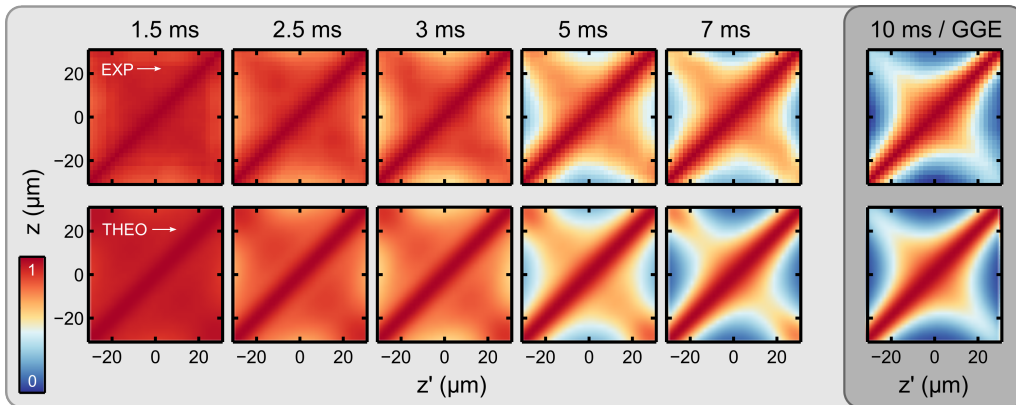 1.5 ms 2.5 ms 3 ms 5 ms 7 ms 10 ms / GGE
EXP →
20
0
−20
z (µm)
THEO →
20
0
−20
1
0
−20 0 20 −20 0 20 −20 0 20 −20 0 20 −20 0 20 −20 0 20
z' (µm) z' (µm)